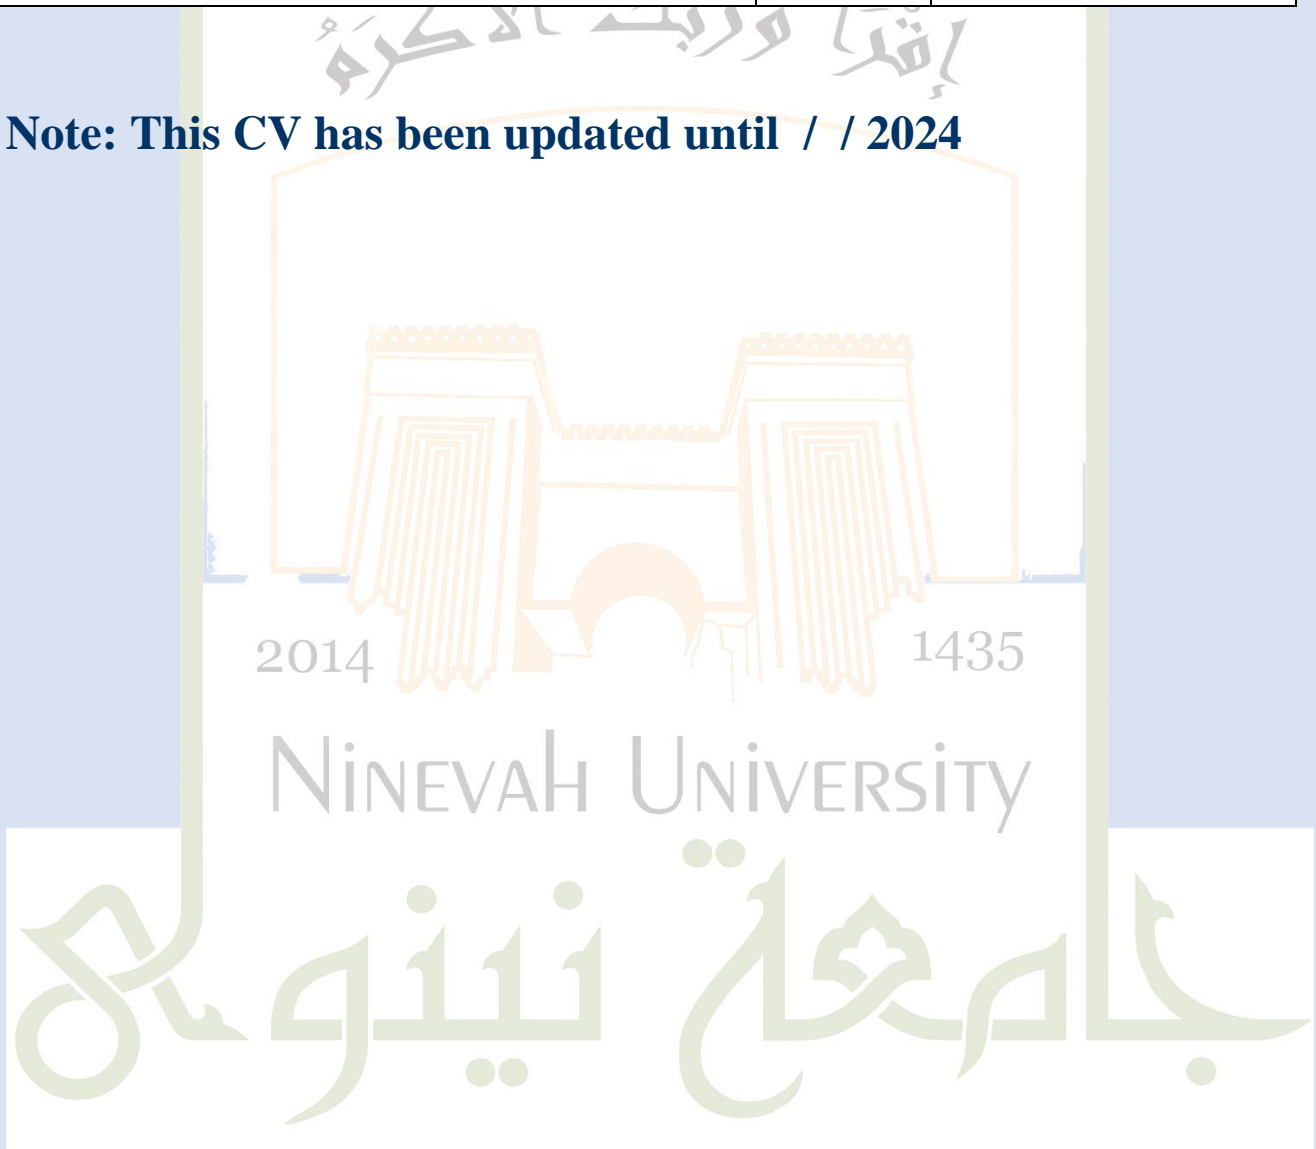 إقرأ وربك الأكرم
Note: This CV has been updated until / / 2024
2014
1435
NINEVAH UNIVERSITY
جامعة نينوى